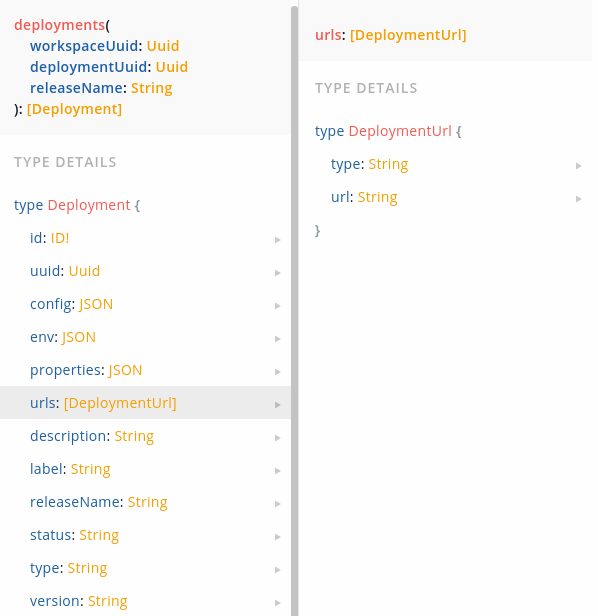 deployments(
workspaceUuid: Uuid
deploymentUuid: Uuid
releaseName: String
): [Deployment]
TYPE DETAILS
type Deployment {
id: ID!
uuid: Uuid
config: JSON
env: JSON
properties: JSON
urls: [DeploymentUrl]
description: String
label: String
releaseName: String
status: String
type: String
version: String
urls: [DeploymentUrl]
TYPE DETAILS
type DeploymentUrl {
type: String
url: String
}